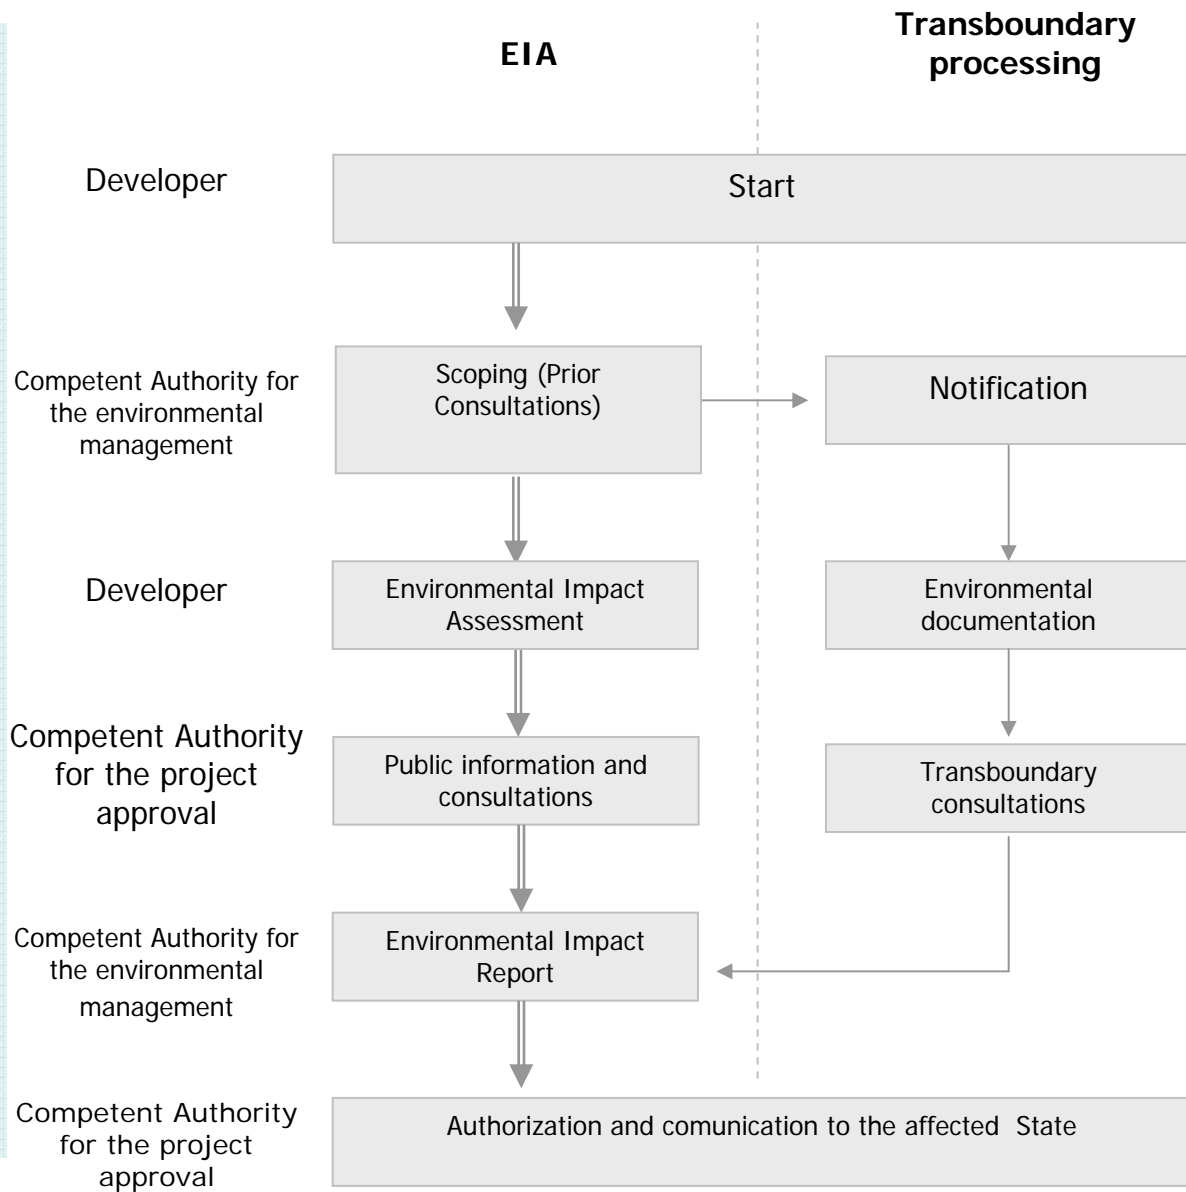 EIA
Transboundary
processing
Developer
Start
Competent Authority for
the environmental
management
Scoping (Prior
Consultations)
Notification
Developer
Environmental Impact
Assessment
Environmental
documentation
Competent Authority
for the project
approval
Public information and
consultations
Transboundary
consultations
Competent Authority for
the environmental
management
Environmental Impact
Report
Competent Authority
for the project
approval
Authorization and comunication to the affected State